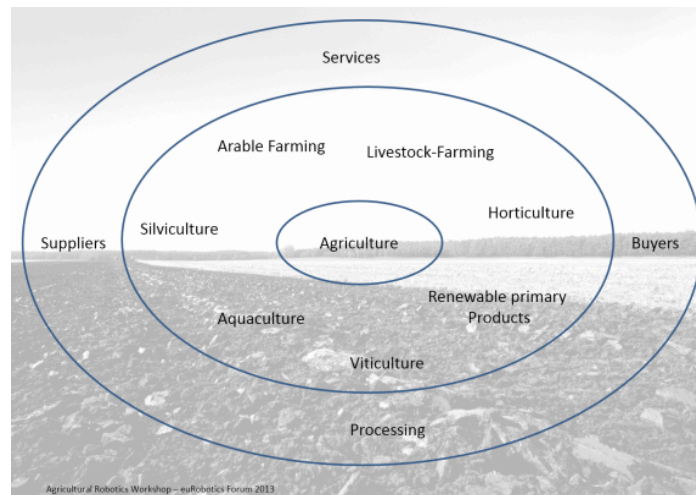 Services
Arable Farming
Livestock-Farming
Horticulture
Silviculture
Suppliers
Agriculture
Buyers
Renewable primary
Products
Aquaculture
Viticulture
Processing
Agricultural Robotics Workshop – euRobotics Forum 2013